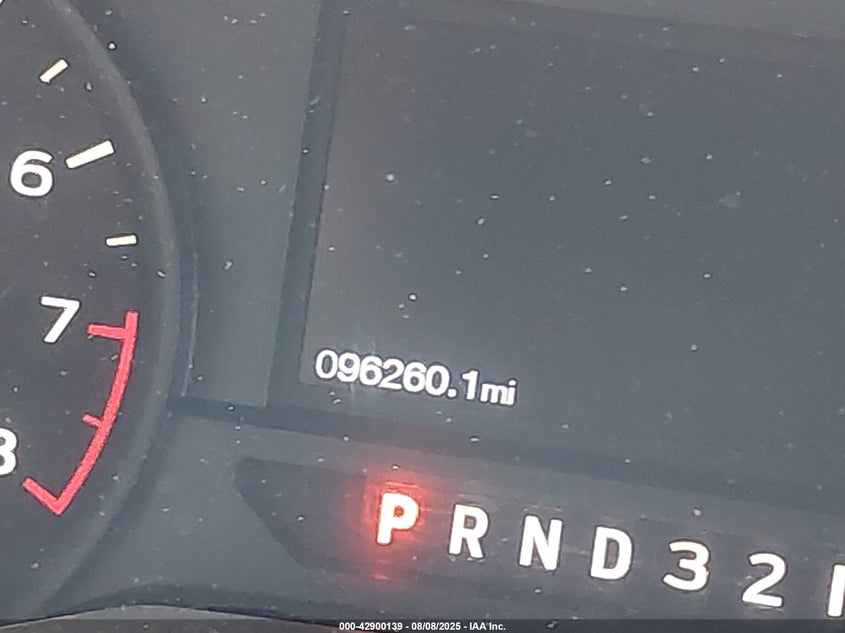 6
7
8
096260.1mi
P R N D 3 2
000-42900139 - 08/08/2025 - IAA Inc.